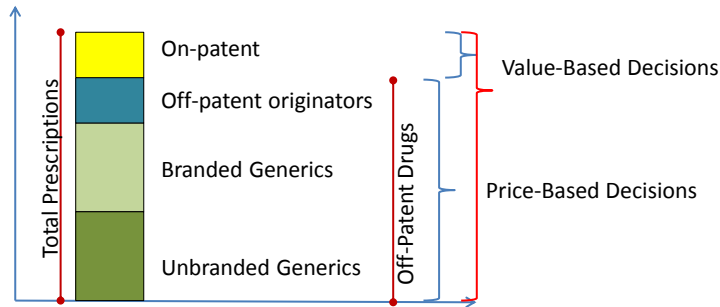 On-patent
Off-patent originators
Branded Generics
Unbranded Generics
Total Prescriptions
Off-Patent Drugs
Value-Based Decisions
Price-Based Decisions